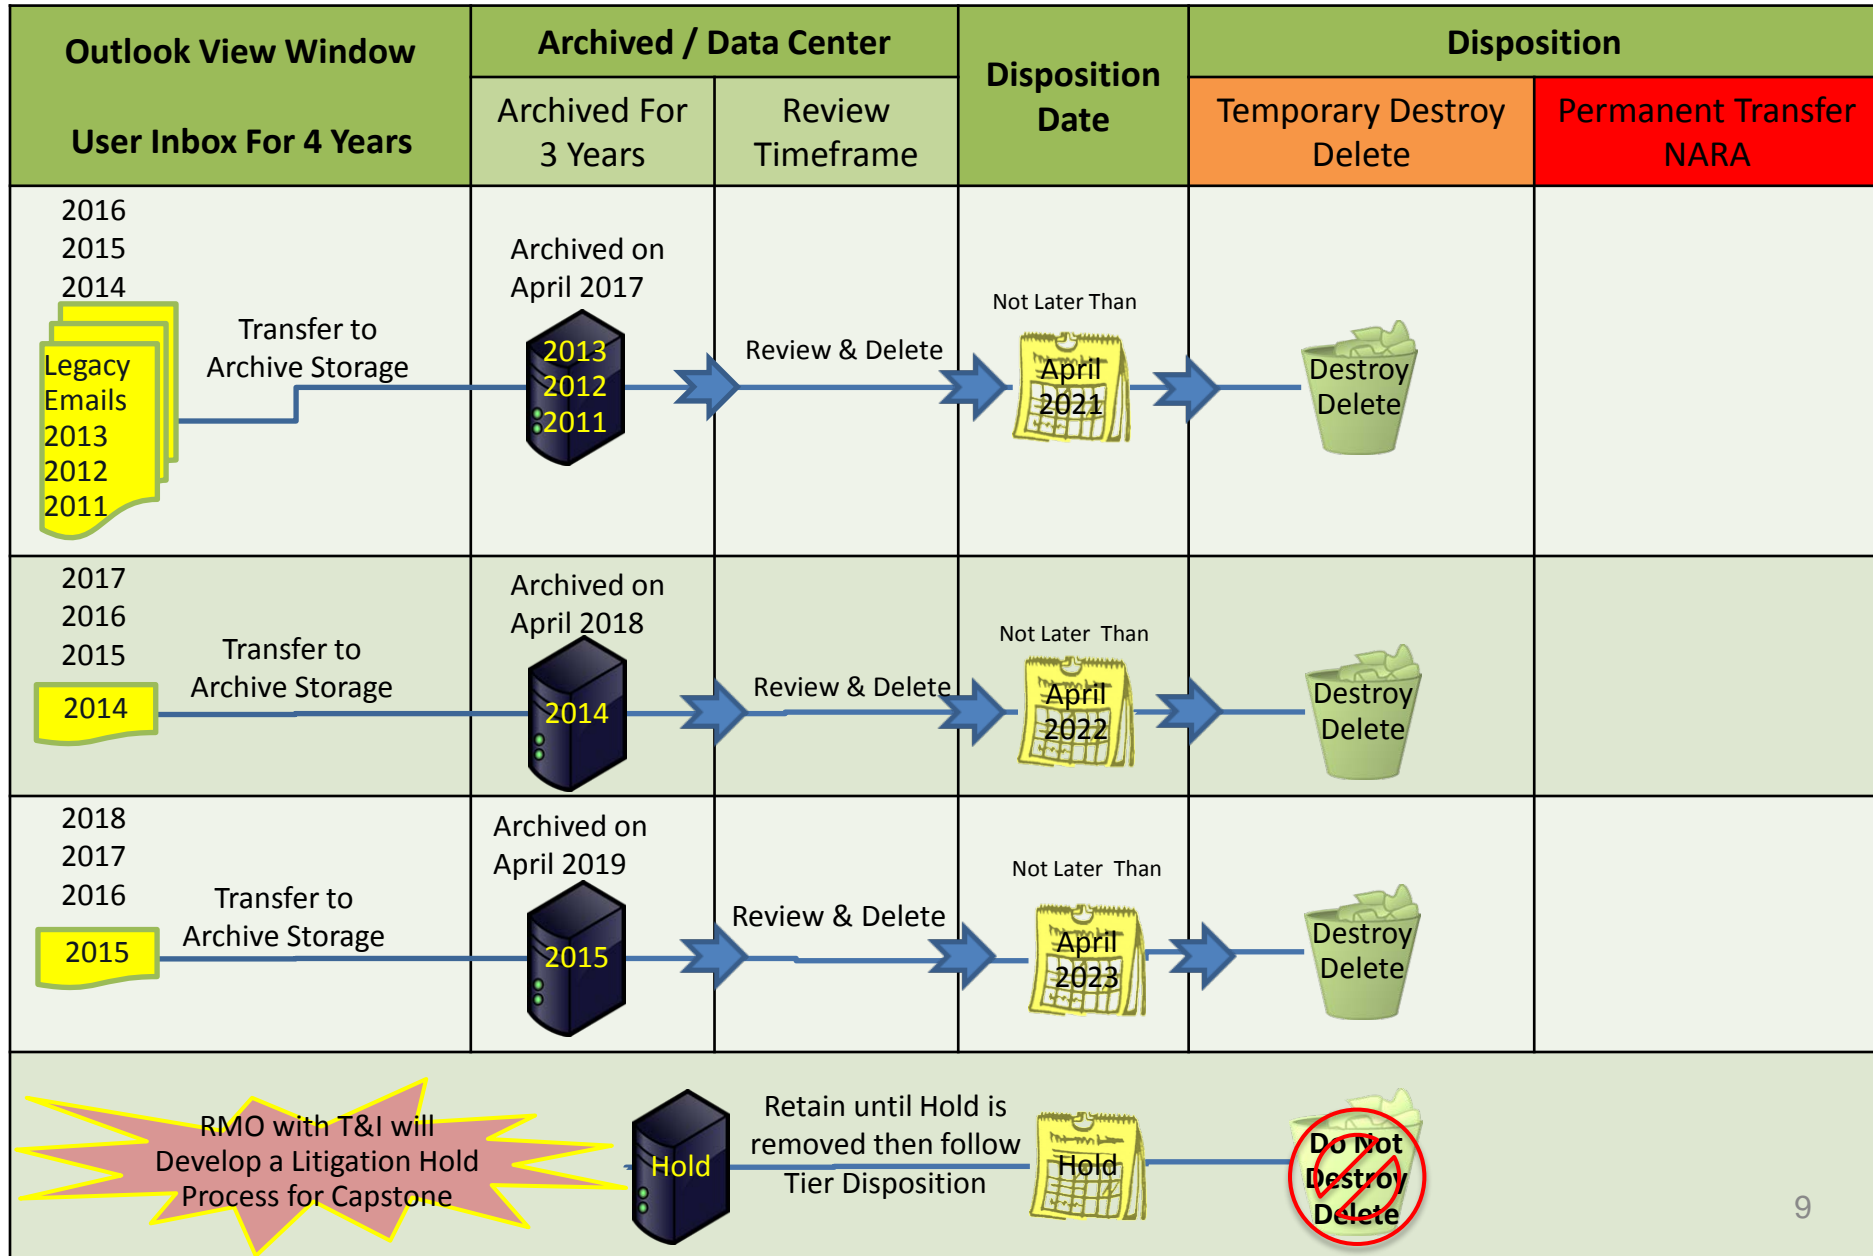 Outlook View Window
User Inbox For 4 Years
Archived / Data Center
Archived For
3 Years
Review
Timeframe
Disposition
Date
Disposition
Temporary Destroy
Delete
Permanent Transfer
NARA
2016
2015
2014
Legacy
Emails
2013
2012
2011
Transfer to
Archive Storage
Archived on
April 2017
2013
2012
2011
Review & Delete
Not Later Than
April
2021
Destroy
Delete
2017
2016
2015
2014
Transfer to
Archive Storage
Archived on
April 2018
2014
Review & Delete
Not Later Than
April
2022
Destroy
Delete
2018
2017
2016
2015
Transfer to
Archive Storage
Archived on
April 2019
2015
Review & Delete
Not Later Than
April
2023
Destroy
Delete
RMO with T&I will
Develop a Litigation Hold
Process for Capstone
Hold
Retain until Hold is
removed then follow
Tier Disposition
Hold
Do Not
Destroy
Delete
9